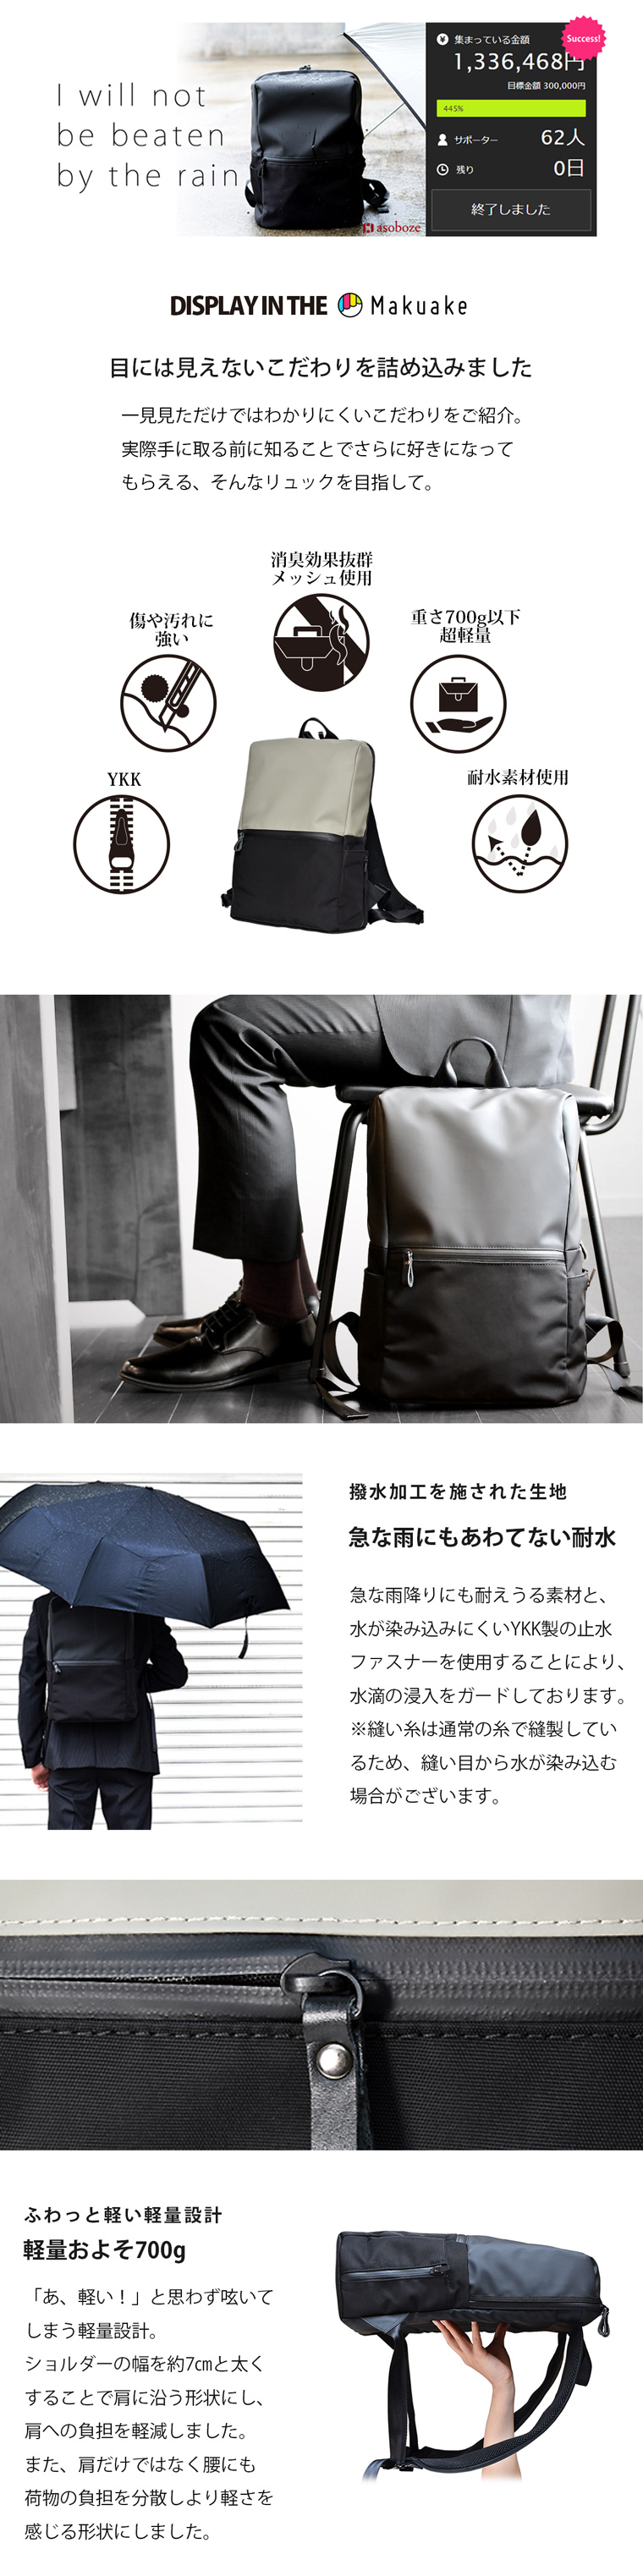 I will not
be beaten
by the rain
asoboze
集まっている金額
Success!
1,336,468円
目標金額 300,000円
445%
サポーター 62人
残り 0日
終了しました
DISPLAY IN THE Makuake
目には見えないこだわりを詰め込みました
一見見ただけではわかりにくいこだわりをご紹介。
実際手に取る前に知ることでさらに好きになって
もらえる、そんなリュックを目指して。
消臭効果抜群
メッシュ使用
傷や汚れに
強い
重さ700g以下
超軽量
YKK
耐水素材使用
撥水加工を施された生地
急な雨にもあわてない耐水
急な雨降りにも耐えうる素材と、
水が染み込みにくいYKK製の止水
ファスナーを使用することにより、
水滴の浸入をガードしております。
※縫い糸は通常の糸で縫製してい
るため、縫い目から水が染み込む
場合がございます。
ふわっと軽い軽量設計
軽量およそ700g
「あ、軽い！」と思わず呟いて
しまう軽量設計。
ショルダーの幅を約7cmと太く
することで肩に沿う形状にし、
肩への負担を軽減しました。
また、肩だけではなく腰にも
荷物の負担を分散しより軽さを
感じる形状にしました。